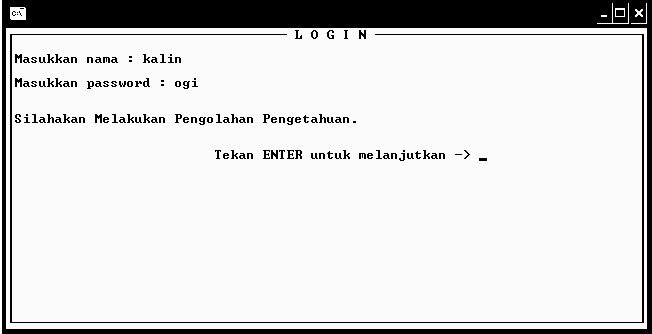 C:\
L O G I N
Masukkan nama : kalin
Masukkan password : ogi
Silahakan Melakukan Pengolahan Pengetahuan.
Tekan ENTER untuk melanjutkan -> _